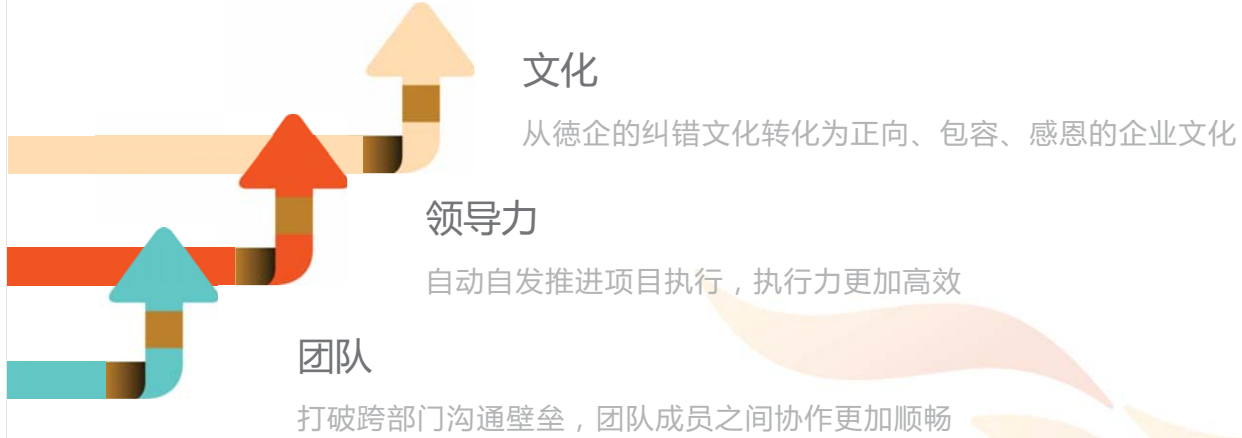 文化
从徳企的纠错文化转化为正向、包容、感恩的企业文化
领导力
自动自发推进项目执行，执行力更加高效
团队
打破跨部门沟通壁垒，团队成员之间协作更加顺畅